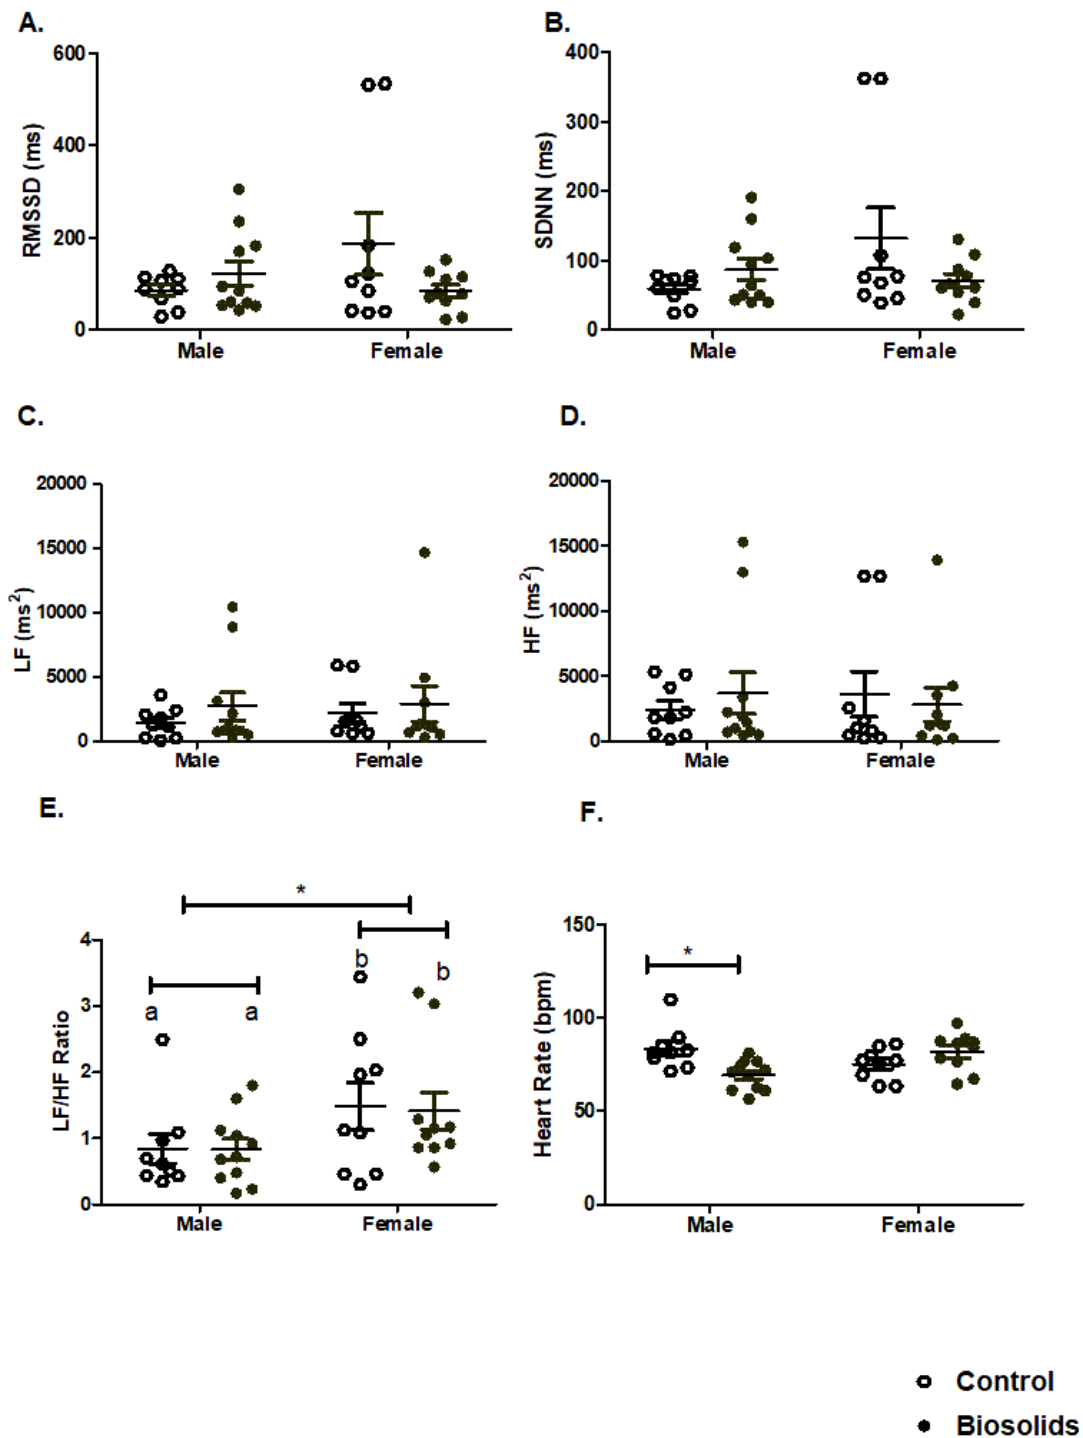 A.
RMSSD (ms)
600
400
200
0
Male Female
B.
SDNN (ms)
400
300
200
100
0
Male Female
C.
LF (ms²)
20000
15000
10000
5000
0
Male Female
D.
HF (ms²)
20000
15000
10000
5000
0
Male Female
E.
LF/HF Ratio
4
3
2
1
0
*
a a
b b
Male Female
F.
Heart Rate (bpm)
150
100
50
0
*
Male Female
Control
Biosolids